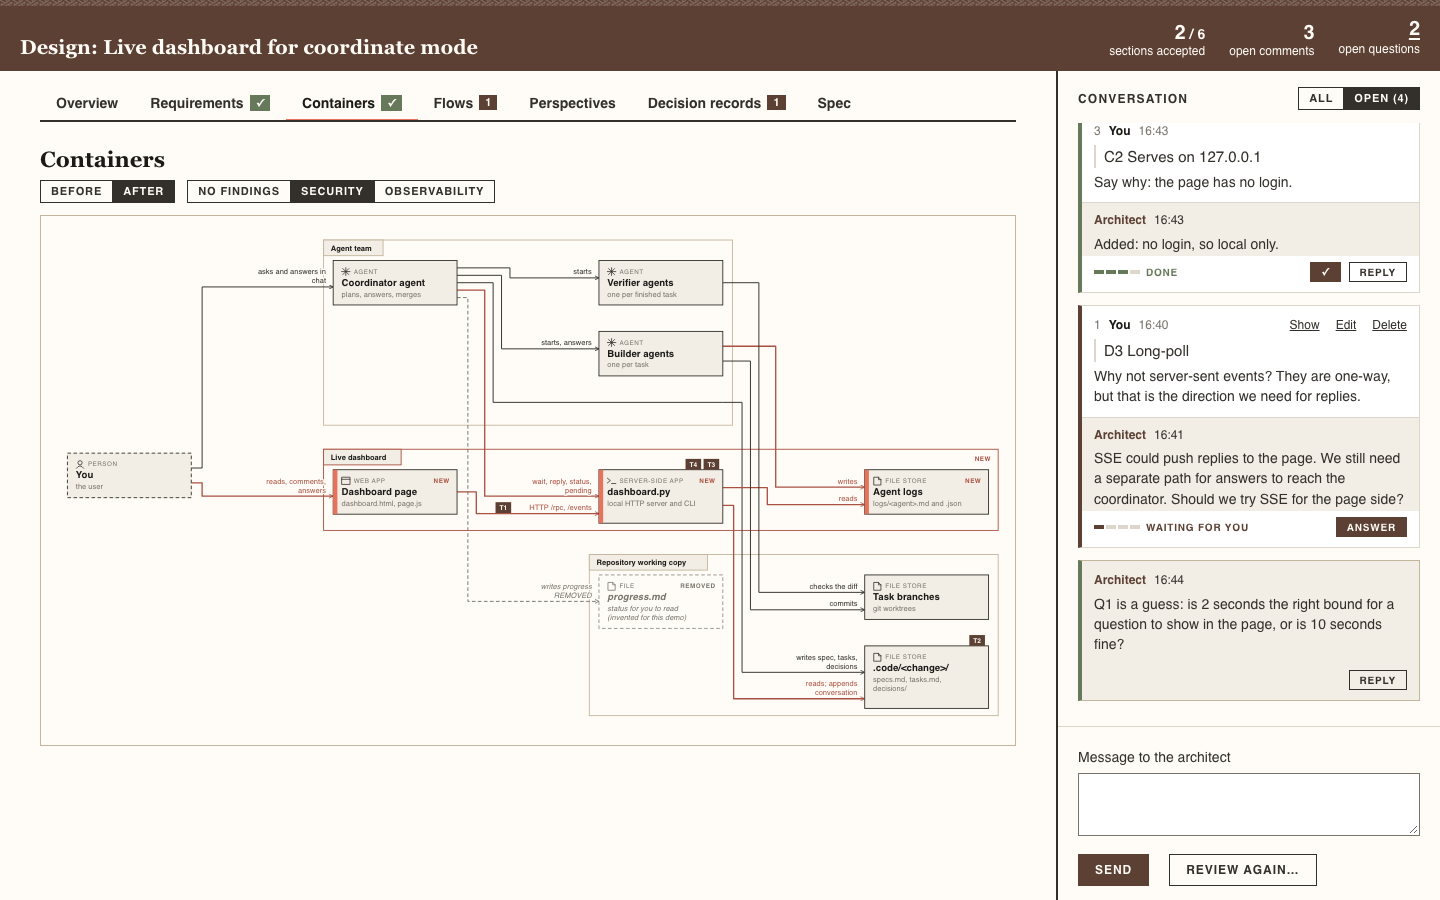 Design: Live dashboard for coordinate mode
2 / 6
sections accepted
3
open comments
2
open questions
Overview
Requirements ✓
Containers ✓
Flows 1
Perspectives
Decision records 1
Spec
Containers
BEFORE AFTER
NO FINDINGS SECURITY OBSERVABILITY
Agent team
asks and answers in
chat
AGENT
Coordinator agent
plans, answers, merges
starts
AGENT
Verifier agents
one per finished task
starts, answers
AGENT
Builder agents
one per task
PERSON
You
the user
Live dashboard
NEW
reads, comments,
answers
WEB APP NEW
Dashboard page
dashboard.html, page.js
wait, reply, status,
pending
T1 HTTP /rpc, /events
T4 T3
SERVER-SIDE APP NEW
dashboard.py
local HTTP server and CLI
writes
reads
FILE STORE NEW
Agent logs
logs/<agent>.md and .json
Repository working copy
writes progress
REMOVED
FILE REMOVED
progress.md
status for you to read
(invented for this demo)
checks the diff
commits
FILE STORE
Task branches
git worktrees
T2
writes spec, tasks,
decisions
reads; appends
conversation
FILE STORE
.code/<change>/
specs.md, tasks.md,
decisions/
CONVERSATION
ALL OPEN (4)
3 You 16:43
C2 Serves on 127.0.0.1
Say why: the page has no login.
Architect 16:43
Added: no login, so local only.
DONE ✓ REPLY
1 You 16:40 Show Edit Delete
D3 Long-poll
Why not server-sent events? They are one-way,
but that is the direction we need for replies.
Architect 16:41
SSE could push replies to the page. We still need
a separate path for answers to reach the
coordinator. Should we try SSE for the page side?
WAITING FOR YOU ANSWER
Architect 16:44
Q1 is a guess: is 2 seconds the right bound for a
question to show in the page, or is 10 seconds
fine?
REPLY
Message to the architect
SEND REVIEW AGAIN...